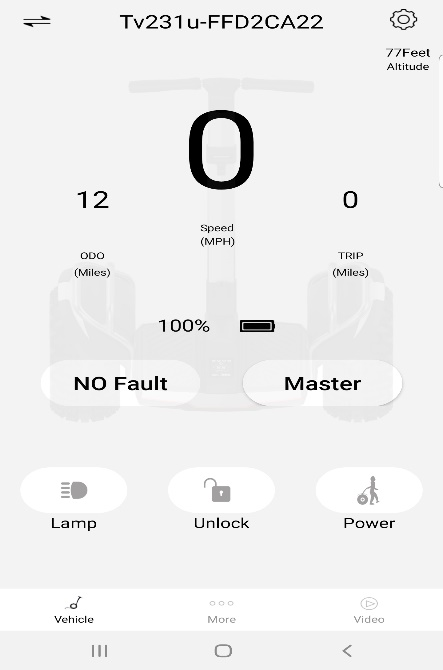 Tv231u-FFD2CA22
77Feet
Altitude
0
12
0
Speed
(MPH)
ODO
(Miles)
TRIP
(Miles)
100%
NO Fault
Master
Lamp
Unlock
Power
Vehicle
More
Video